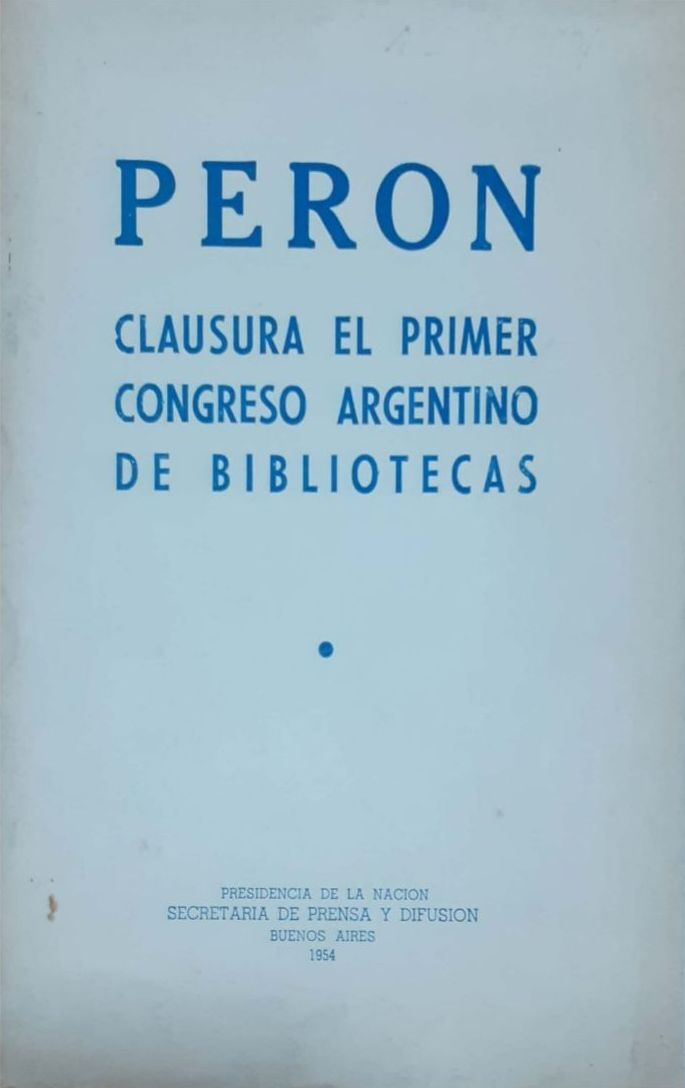 PERON
CLAUSURA EL PRIMER
CONGRESO ARGENTINO
DE BIBLIOTECAS
PRESIDENCIA DE LA NACION
SECRETARIA DE PRENSA Y DIFUSION
BUENOS AIRES
1954